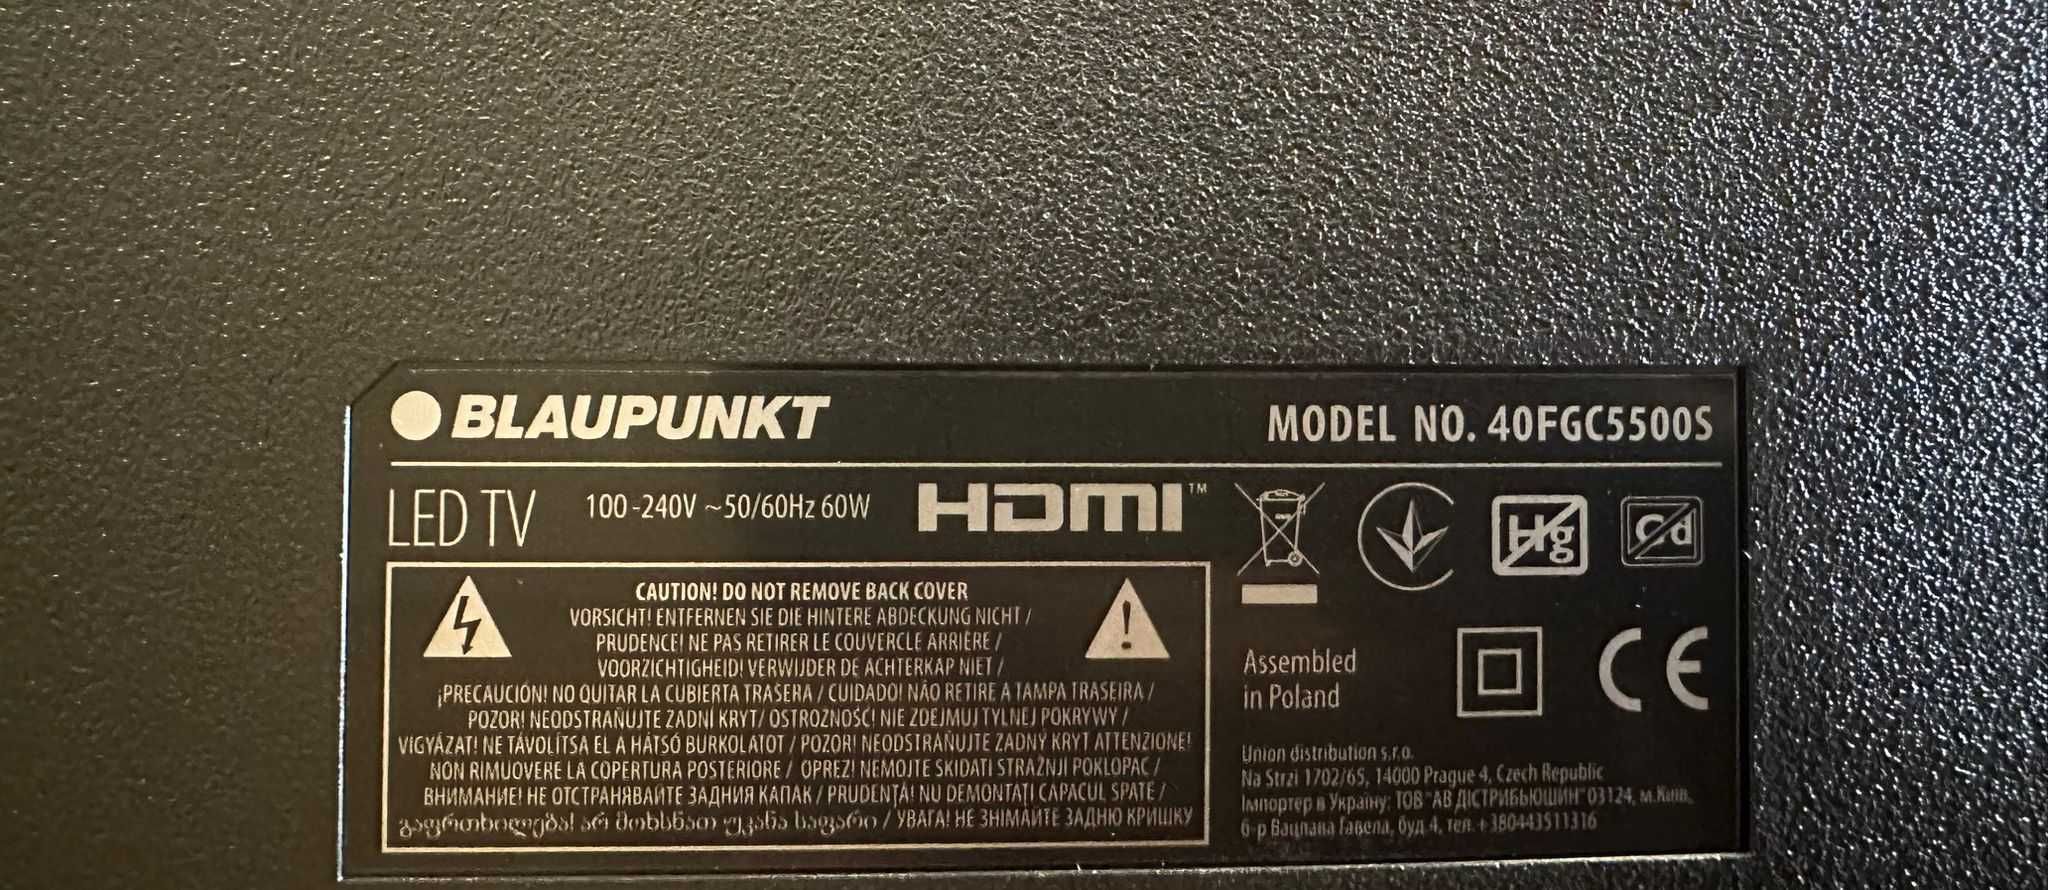 BLAUPUNKT
MODEL NO. 40FGC5500S
LED TV
100-240V ~50/60Hz 60W
HDMI™
Hg
Cd
CAUTION! DO NOT REMOVE BACK COVER
VORSICHT! ENTFERNEN SIE DIE HINTERE ABDECKUNG NICHT /
PRUDENCE! NE PAS RETIRER LE COUVERCLE ARRIÈRE /
VOORZICHTIGHEID! VERWIJDER DE ACHTERKAP NIET /
¡PRECAUCIÓN! NO QUITAR LA CUBIERTA TRASERA / CUIDADO! NÃO RETIRE A TAMPA TRASEIRA /
POZOR! NEODSTRAŇUJTE ZADNÍ KRYT/ OSTROŻNOŚĆ! NIE ZDEJMUJ TYLNEJ POKRYWY /
VIGYÁZAT! NE TÁVOLÍTSA EL A HÁTSÓ BURKOLATOT / POZOR! NEODSTRAŇUJTE ZADNÝ KRYT ATTENZIONE!
NON RIMUOVERE LA COPERTURA POSTERIORE / OPREZ! NEMOJTE SKIDATI STRAŽNJI POKLOPAC /
ВНИМАНИЕ! НЕ ОТСТРАНЯВАЙТЕ ЗАДНИЯ КАПАК / PRUDENȚĂ! NU DEMONTAȚI CAPACUL SPATE /
გაფრთხილება! არ მოხსნათ უკანა საფარი / УВАГА! НЕ ЗНІМАЙТЕ ЗАДНЮ КРИШКУ
Assembled
in Poland
CE
Union distribution s.r.o.
Na Strzi 1702/65, 14000 Prague 4, Czech Republic
Імпортер в Україну: ТОВ "АВ ДІСТРИБЬЮШИН" 03124, м.Київ,
б-р Вацлава Гавела, буд.4, тел.+380443511316